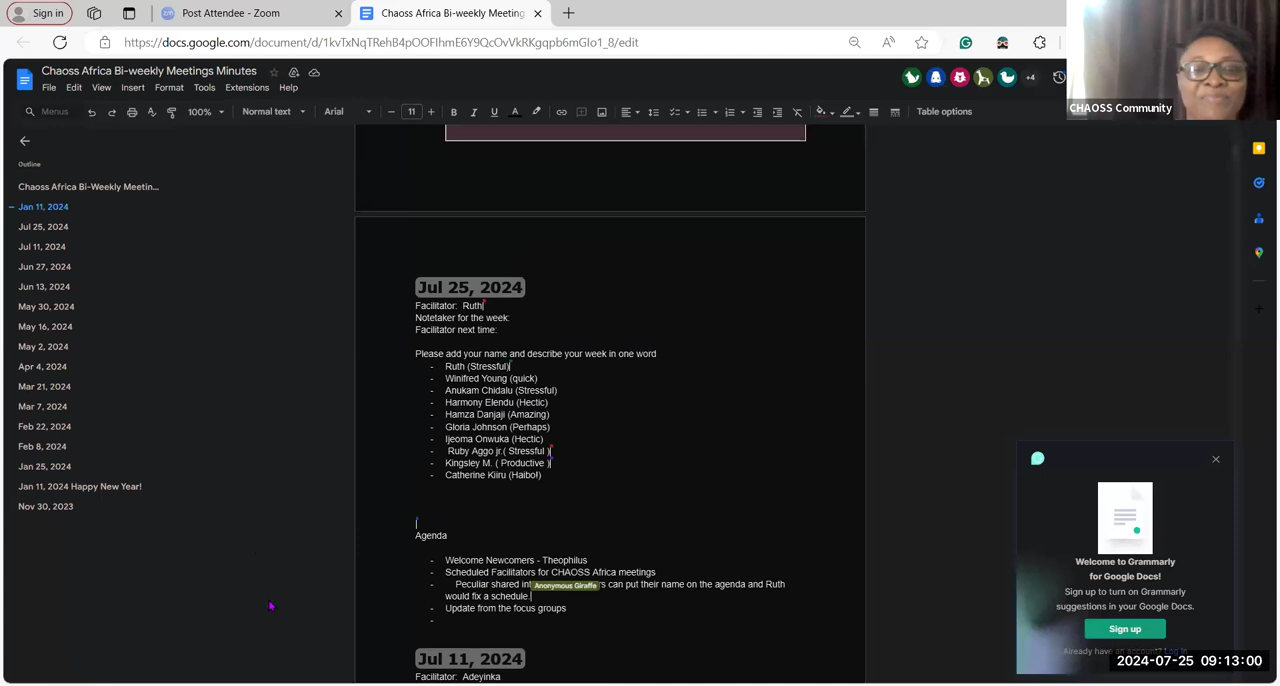 Sign in
Post Attendee - Zoom
Chaoss Africa Bi-weekly Meeting
https://docs.google.com/document/d/1kvTxNqTRehB4pOOFIhmE6Y9QcOvVkRKgqpb6mGIo1_8/edit
Chaoss Africa Bi-weekly Meetings Minutes
File Edit View Insert Format Tools Extensions Help
+4
CHAOSS Community
Menus 100% Normal text Arial 11 Table options
Outline
Chaoss Africa Bi-Weekly Meetin...
Jan 11, 2024
Jul 25, 2024
Jul 11, 2024
Jun 27, 2024
Jun 13, 2024
May 30, 2024
May 16, 2024
May 2, 2024
Apr 4, 2024
Mar 21, 2024
Mar 7, 2024
Feb 22, 2024
Feb 8, 2024
Jan 25, 2024
Jan 11, 2024 Happy New Year!
Nov 30, 2023
Jul 25, 2024
Facilitator: Ruth
Notetaker for the week:
Facilitator next time:
Please add your name and describe your week in one word
- Ruth (Stressful)
- Winifred Young (quick)
- Anukam Chidalu (Stressful)
- Harmony Elendu (Hectic)
- Hamza Danjaji (Amazing)
- Gloria Johnson (Perhaps)
- Ijeoma Onwuka (Hectic)
- Ruby Aggo jr.( Stressful )
- Kingsley M. ( Productive )
- Catherine Kiiru (Haibo!)
Agenda
- Welcome Newcomers - Theophilus
- Scheduled Facilitators for CHAOSS Africa meetings
- Peculiar shared Anonymous Giraffe can put their name on the agenda and Ruth
would fix a schedule.
- Update from the focus groups
-
Jul 11, 2024
Facilitator: Adeyinka
Welcome to Grammarly
for Google Docs!
Sign up to turn on Grammarly
suggestions in your Google Docs.
Sign up
Already have an account? Log in
2024-07-25 09:13:00